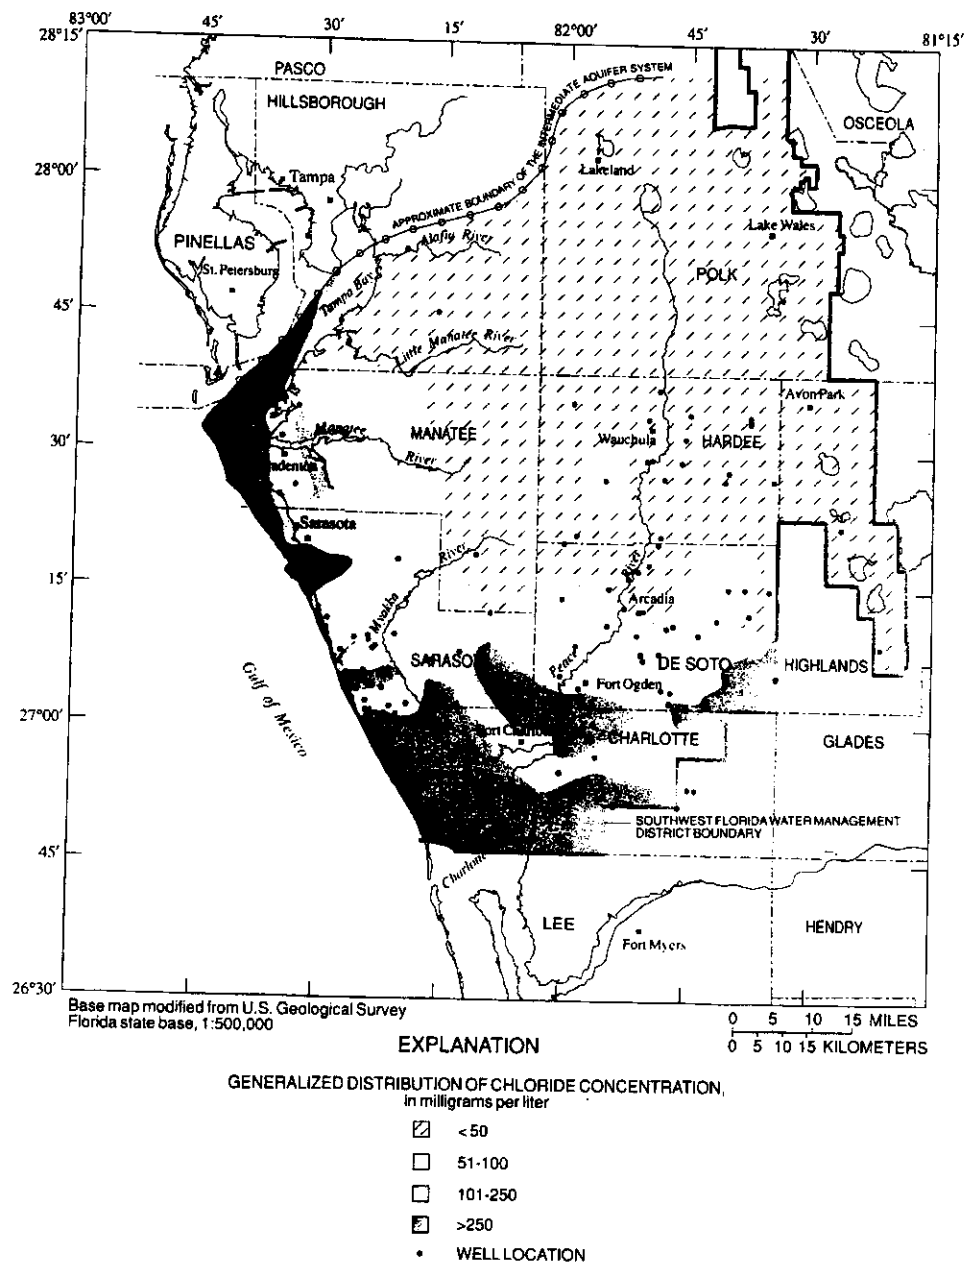 83°00′ 45′ 30′ 15′ 82°00′ 45′ 30′ 81°15′
28°15′
PASCO
HILLSBOROUGH
APPROXIMATE BOUNDARY OF THE INTERMEDIATE AQUIFER SYSTEM
OSCEOLA
28°00′
Lakeland
Tampa
PINELLAS
St. Petersburg
Alafia River
Lake Wales
POLK
Tampa Bay
45′
Little Manatee River
Avon Park
30′
Manatee River
MANATEE
Wauchula
HARDEE
Sarasota
15′
Myakka River
River
Arcadia
Peace
DE SOTO
HIGHLANDS
Fort Ogden
Gulf of Mexico
27°00′
CHARLOTTE
GLADES
SOUTHWEST FLORIDA WATER MANAGEMENT
DISTRICT BOUNDARY
45′
LEE
HENDRY
Fort Myers
26°30′
Base map modified from U.S. Geological Survey
Florida state base, 1:500,000
0 5 10 15 MILES
0 5 10 15 KILOMETERS
EXPLANATION
GENERALIZED DISTRIBUTION OF CHLORIDE CONCENTRATION,
In milligrams per liter
<50
51-100
101-250
>250
WELL LOCATION